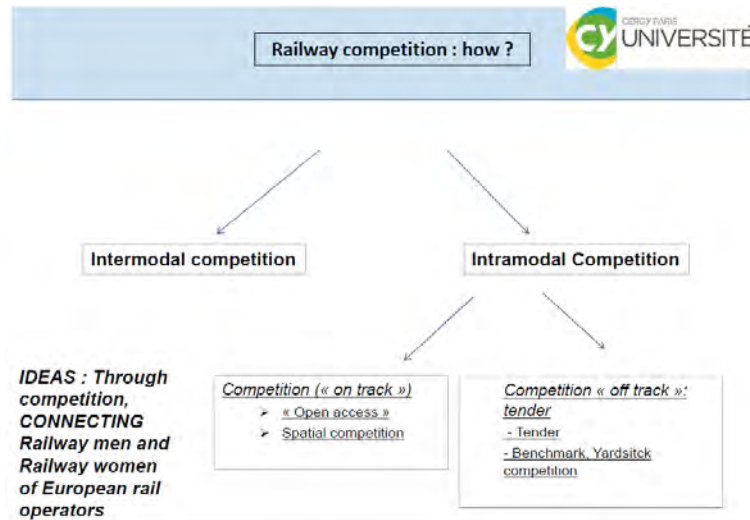 Railway competition : how ?
CERGY PARIS
CY UNIVERSITÉ
Intermodal competition
Intramodal Competition
IDEAS : Through
competition,
CONNECTING
Railway men and
Railway women
of European rail
operators
Competition (« on track »)
➤ « Open access »
➤ Spatial competition
Competition « off track »:
tender
- Tender
- Benchmark, Yardsitck
competition